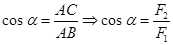 cos α = AC/AB ⇒ cos α = F₂/F₁